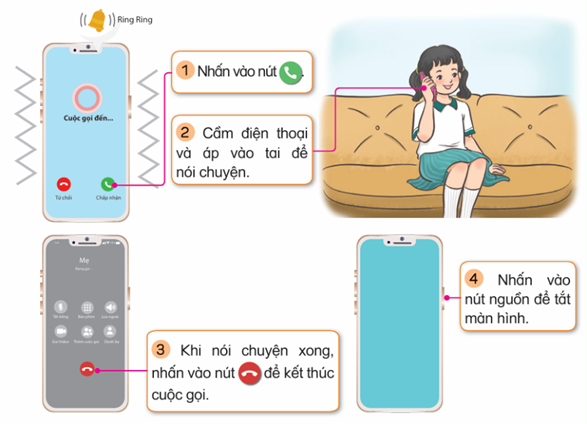 Ring Ring
Cuộc gọi đến...
Từ chối
Chấp nhận
1 Nhấn vào nút .
2 Cầm điện thoại
và áp vào tai để
nói chuyện.
Mẹ
3 Khi nói chuyện xong,
nhấn vào nút để kết thúc
cuộc gọi.
4 Nhấn vào
nút nguồn để tắt
màn hình.